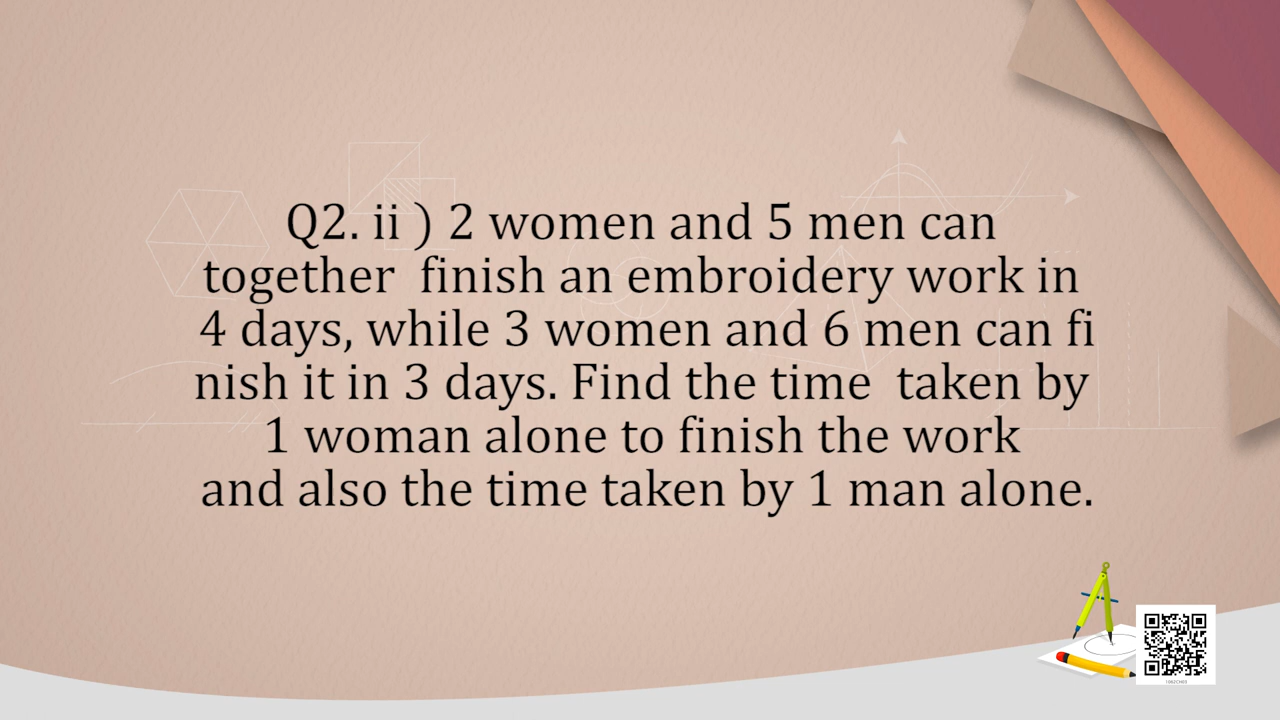 Q2. ii ) 2 women and 5 men can
together  finish an embroidery work in
4 days, while 3 women and 6 men can fi
nish it in 3 days. Find the time  taken by
1 woman alone to finish the work
and also the time taken by 1 man alone.